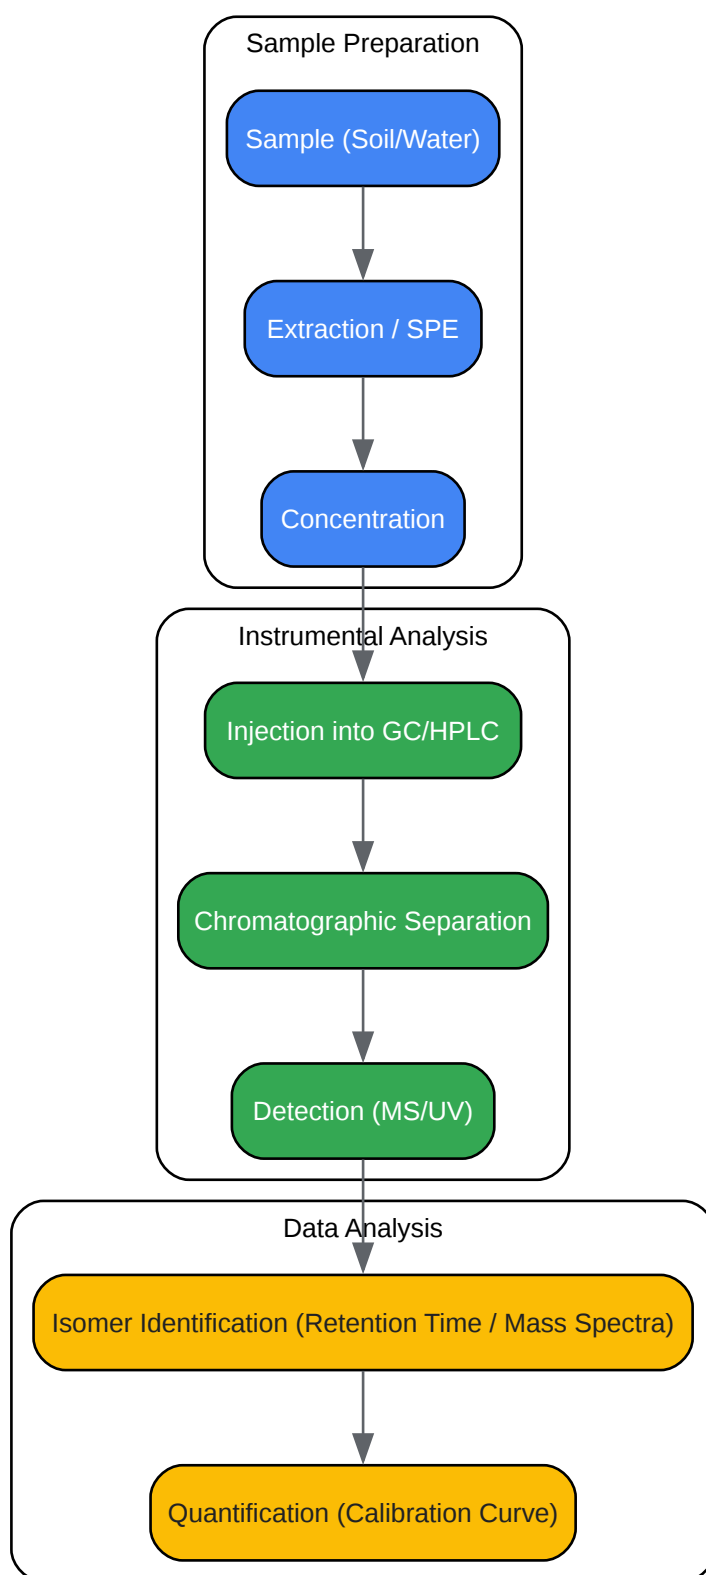 Sample Preparation
Sample (Soil/Water)
Extraction / SPE
Concentration
Instrumental Analysis
Injection into GC/HPLC
Chromatographic Separation
Detection (MS/UV)
Data Analysis
Isomer Identification (Retention Time / Mass Spectra)
Quantification (Calibration Curve)